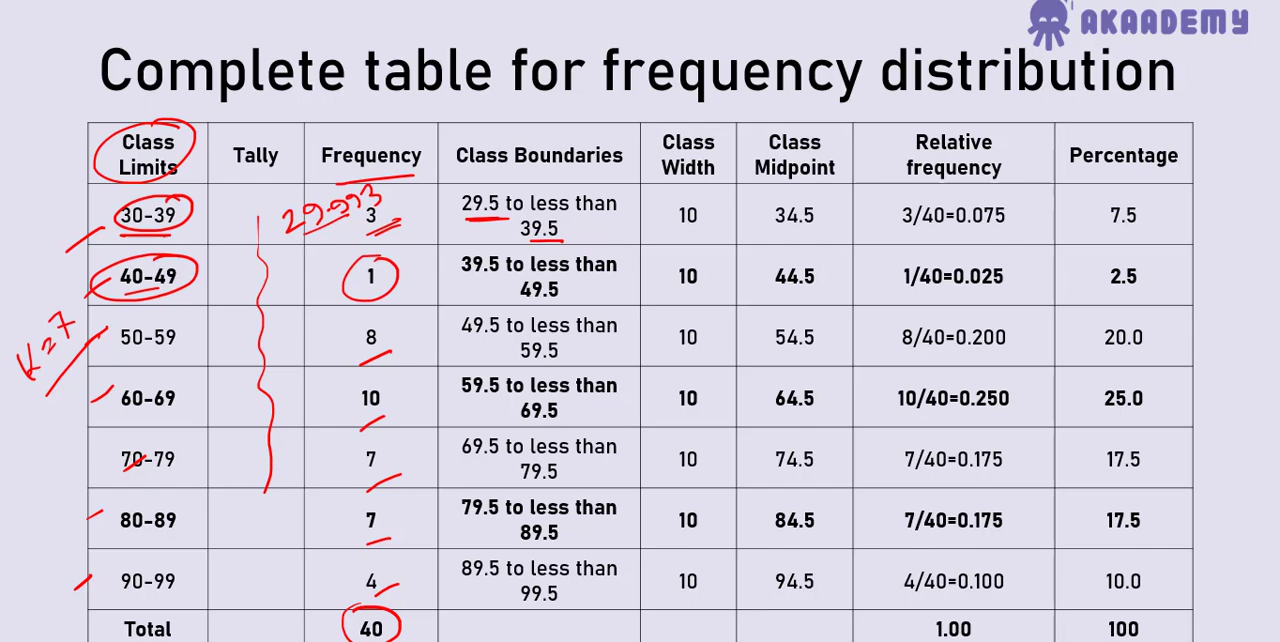 AKAADEMY
Complete table for frequency distribution
Class Limits Tally Frequency Class Boundaries Class Width Class Midpoint Relative frequency Percentage
30-39 3 29.5 to less than 39.5 10 34.5 3/40=0.075 7.5
29.993
40-49 1 39.5 to less than 49.5 10 44.5 1/40=0.025 2.5
K=7
50-59 8 49.5 to less than 59.5 10 54.5 8/40=0.200 20.0
60-69 10 59.5 to less than 69.5 10 64.5 10/40=0.250 25.0
70-79 7 69.5 to less than 79.5 10 74.5 7/40=0.175 17.5
80-89 7 79.5 to less than 89.5 10 84.5 7/40=0.175 17.5
90-99 4 89.5 to less than 99.5 10 94.5 4/40=0.100 10.0
Total 40 1.00 100